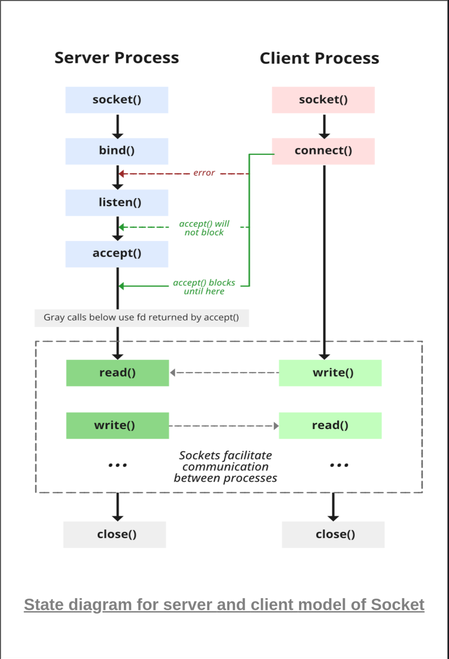 Server Process
Client Process
socket()
socket()
bind()
connect()
error
listen()
accept() will
not block
accept()
accept() blocks
until here
Gray calls below use fd returned by accept()
read()
write()
write()
read()
...
Sockets facilitate
communication
between processes
...
close()
close()
State diagram for server and client model of Socket